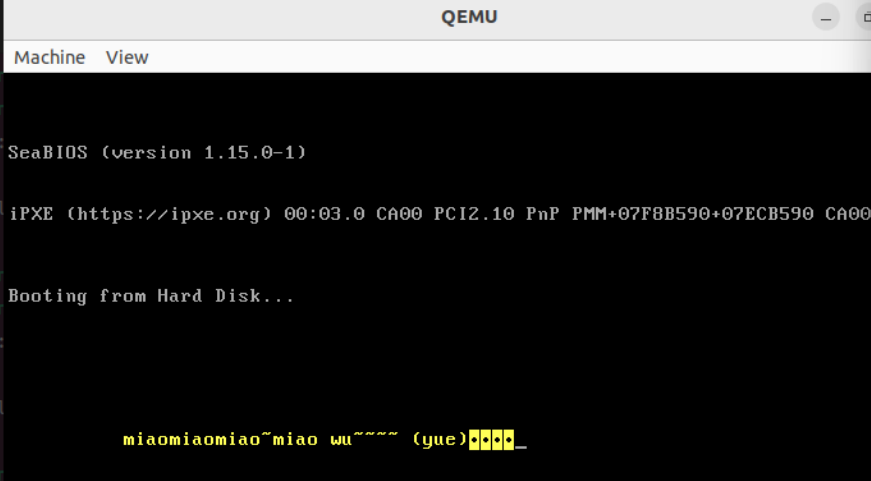 QEMU
Machine View
SeaBIOS (version 1.15.0-1)
iPXE (https://ipxe.org) 00:03.0 CA00 PCI2.10 PnP PMM+07F8B590+07ECB590 CA00
Booting from Hard Disk...
miaomiaomiao~miao wu~~~~ (yue)◘◘◘◘_